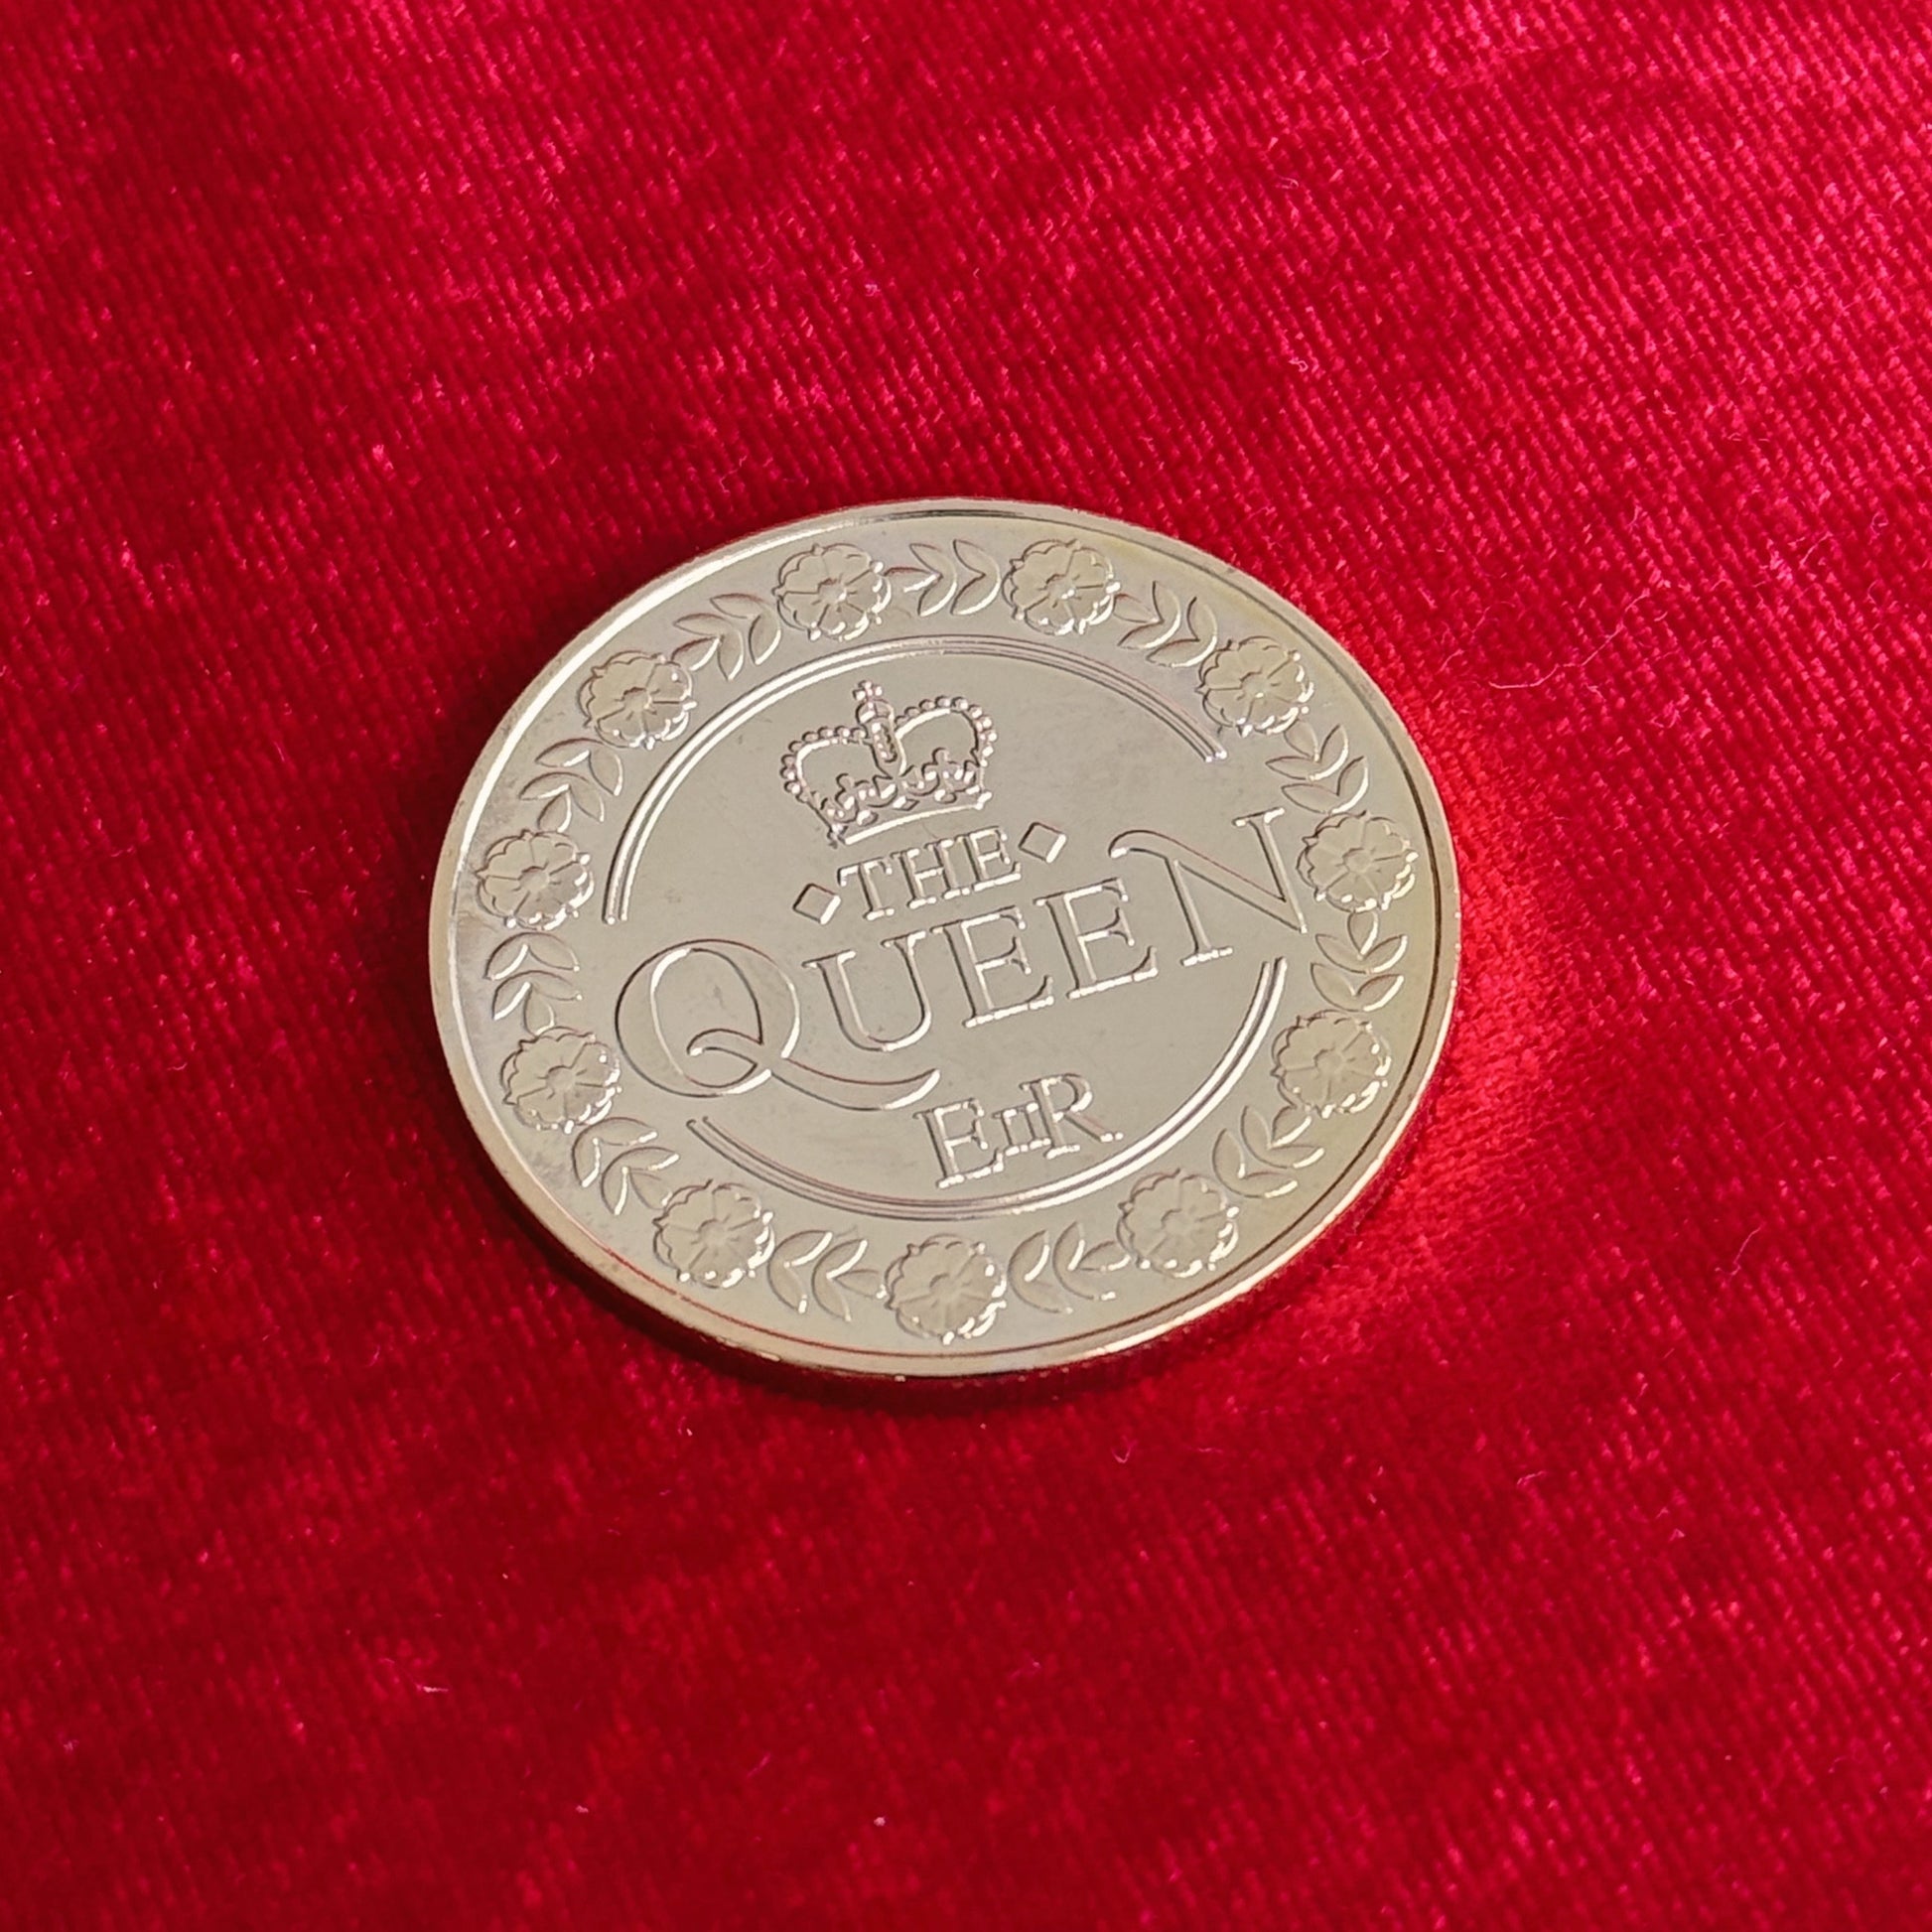 THE
QUEEN
EIIR